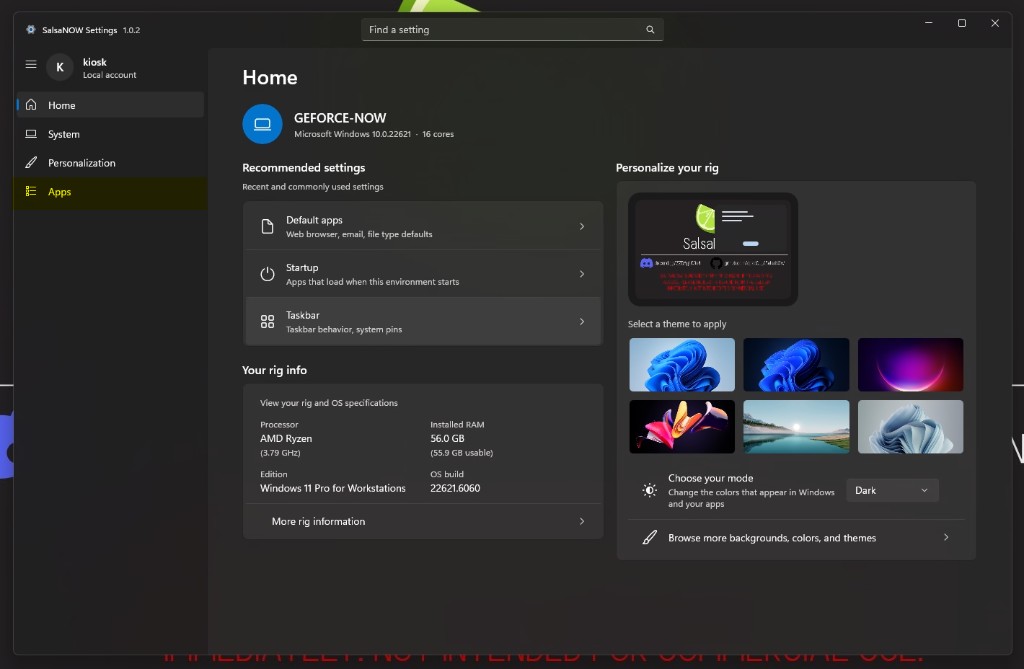 SalsaNOW Settings 1.0.2
Find a setting
K
kiosk
Local account
Home
System
Personalization
Apps
Home
GEFORCE-NOW
Microsoft Windows 10.0.22621 · 16 cores
Recommended settings
Recent and commonly used settings
Default apps
Web browser, email, file type defaults
Startup
Apps that load when this environment starts
Taskbar
Taskbar behavior, system pins
Your rig info
View your rig and OS specifications
Processor
AMD Ryzen
(3.79 GHz)
Installed RAM
56.0 GB
(55.9 GB usable)
Edition
Windows 11 Pro for Workstations
OS build
22621.6060
More rig information
Personalize your rig
Salsa
Select a theme to apply
Choose your mode
Change the colors that appear in Windows
and your apps
Dark
Browse more backgrounds, colors, and themes
IMMEDIATELY. NOT INTENDED FOR COMMERCIAL USE.